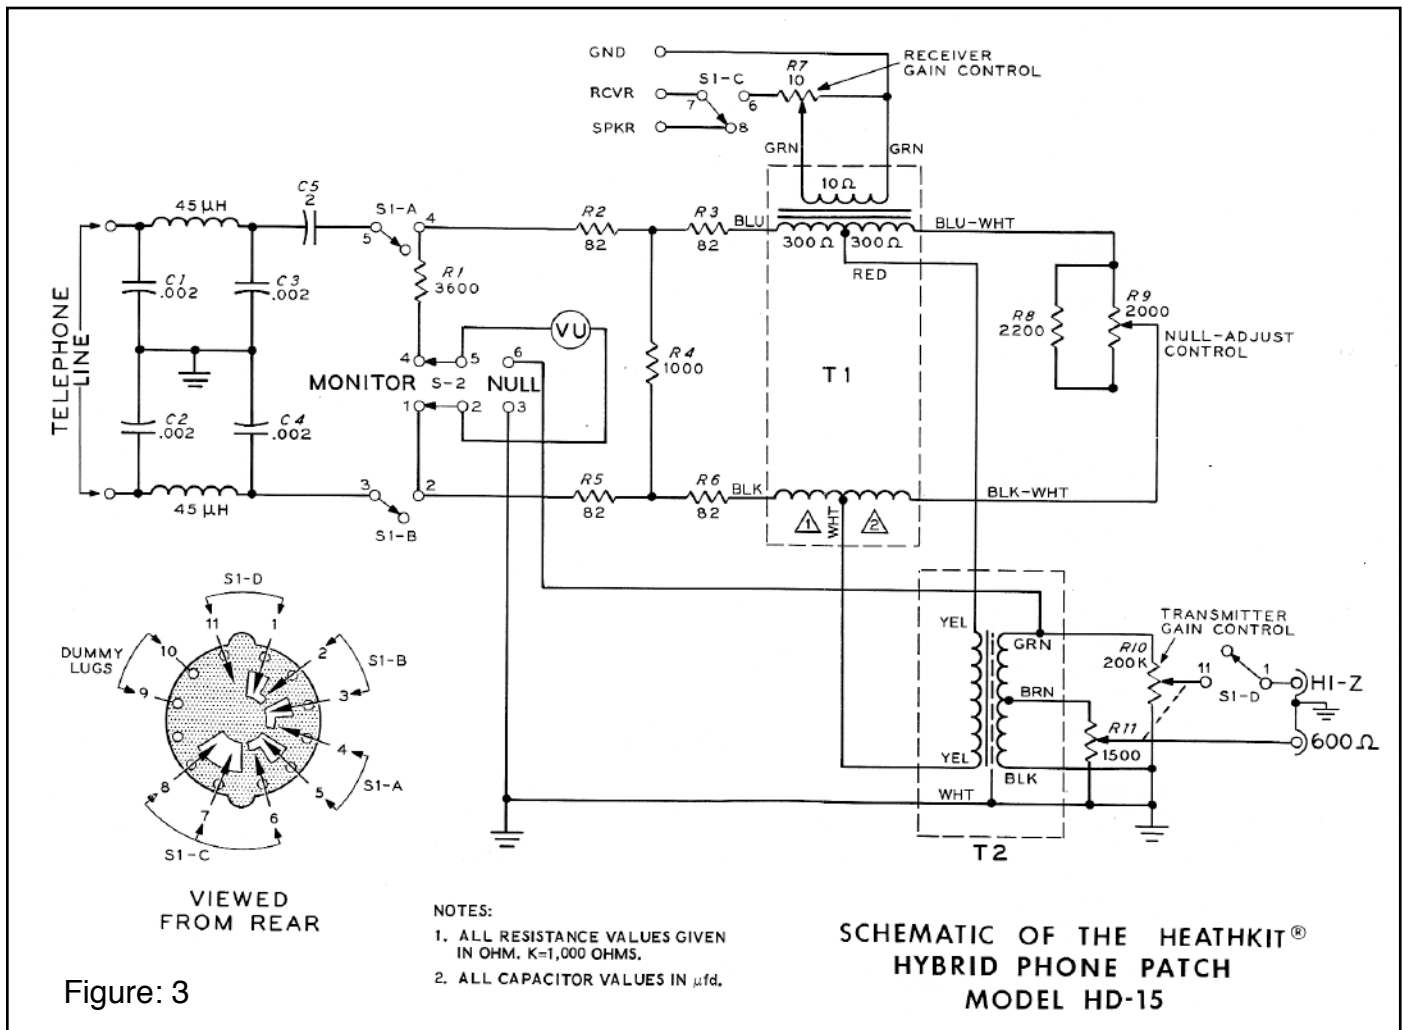 GND
RCVR
SPKR
S1-C
7
6
8
R7
10
RECEIVER
GAIN CONTROL
GRN
GRN
10Ω
45μH
C5
2
S1-A
5
4
R2
82
R3
82
BLU
300Ω
300Ω
BLU-WHT
RED
TELEPHONE
LINE
C1
.002
C3
.002
R1
3600
VU
4
5
6
MONITOR
S-2
NULL
1
2
3
R4
1000
T1
R8
2200
R9
2000
NULL-ADJUST
CONTROL
C2
.002
C4
.002
45μH
3
2
S1-B
R5
82
R6
82
BLK
1
WHT
2
BLK-WHT
S1-D
11
1
DUMMY
LUGS
10
9
2
S1-B
3
4
S1-A
5
6
7
8
S1-C
VIEWED
FROM REAR
YEL
GRN
BRN
YEL
BLK
WHT
T2
TRANSMITTER
GAIN CONTROL
R10
200K
11
1
S1-D
HI-Z
R11
1500
600Ω
NOTES:
1. ALL RESISTANCE VALUES GIVEN
IN OHM. K=1,000 OHMS.
2. ALL CAPACITOR VALUES IN μfd.
SCHEMATIC OF THE HEATHKIT®
HYBRID PHONE PATCH
MODEL HD-15
Figure: 3